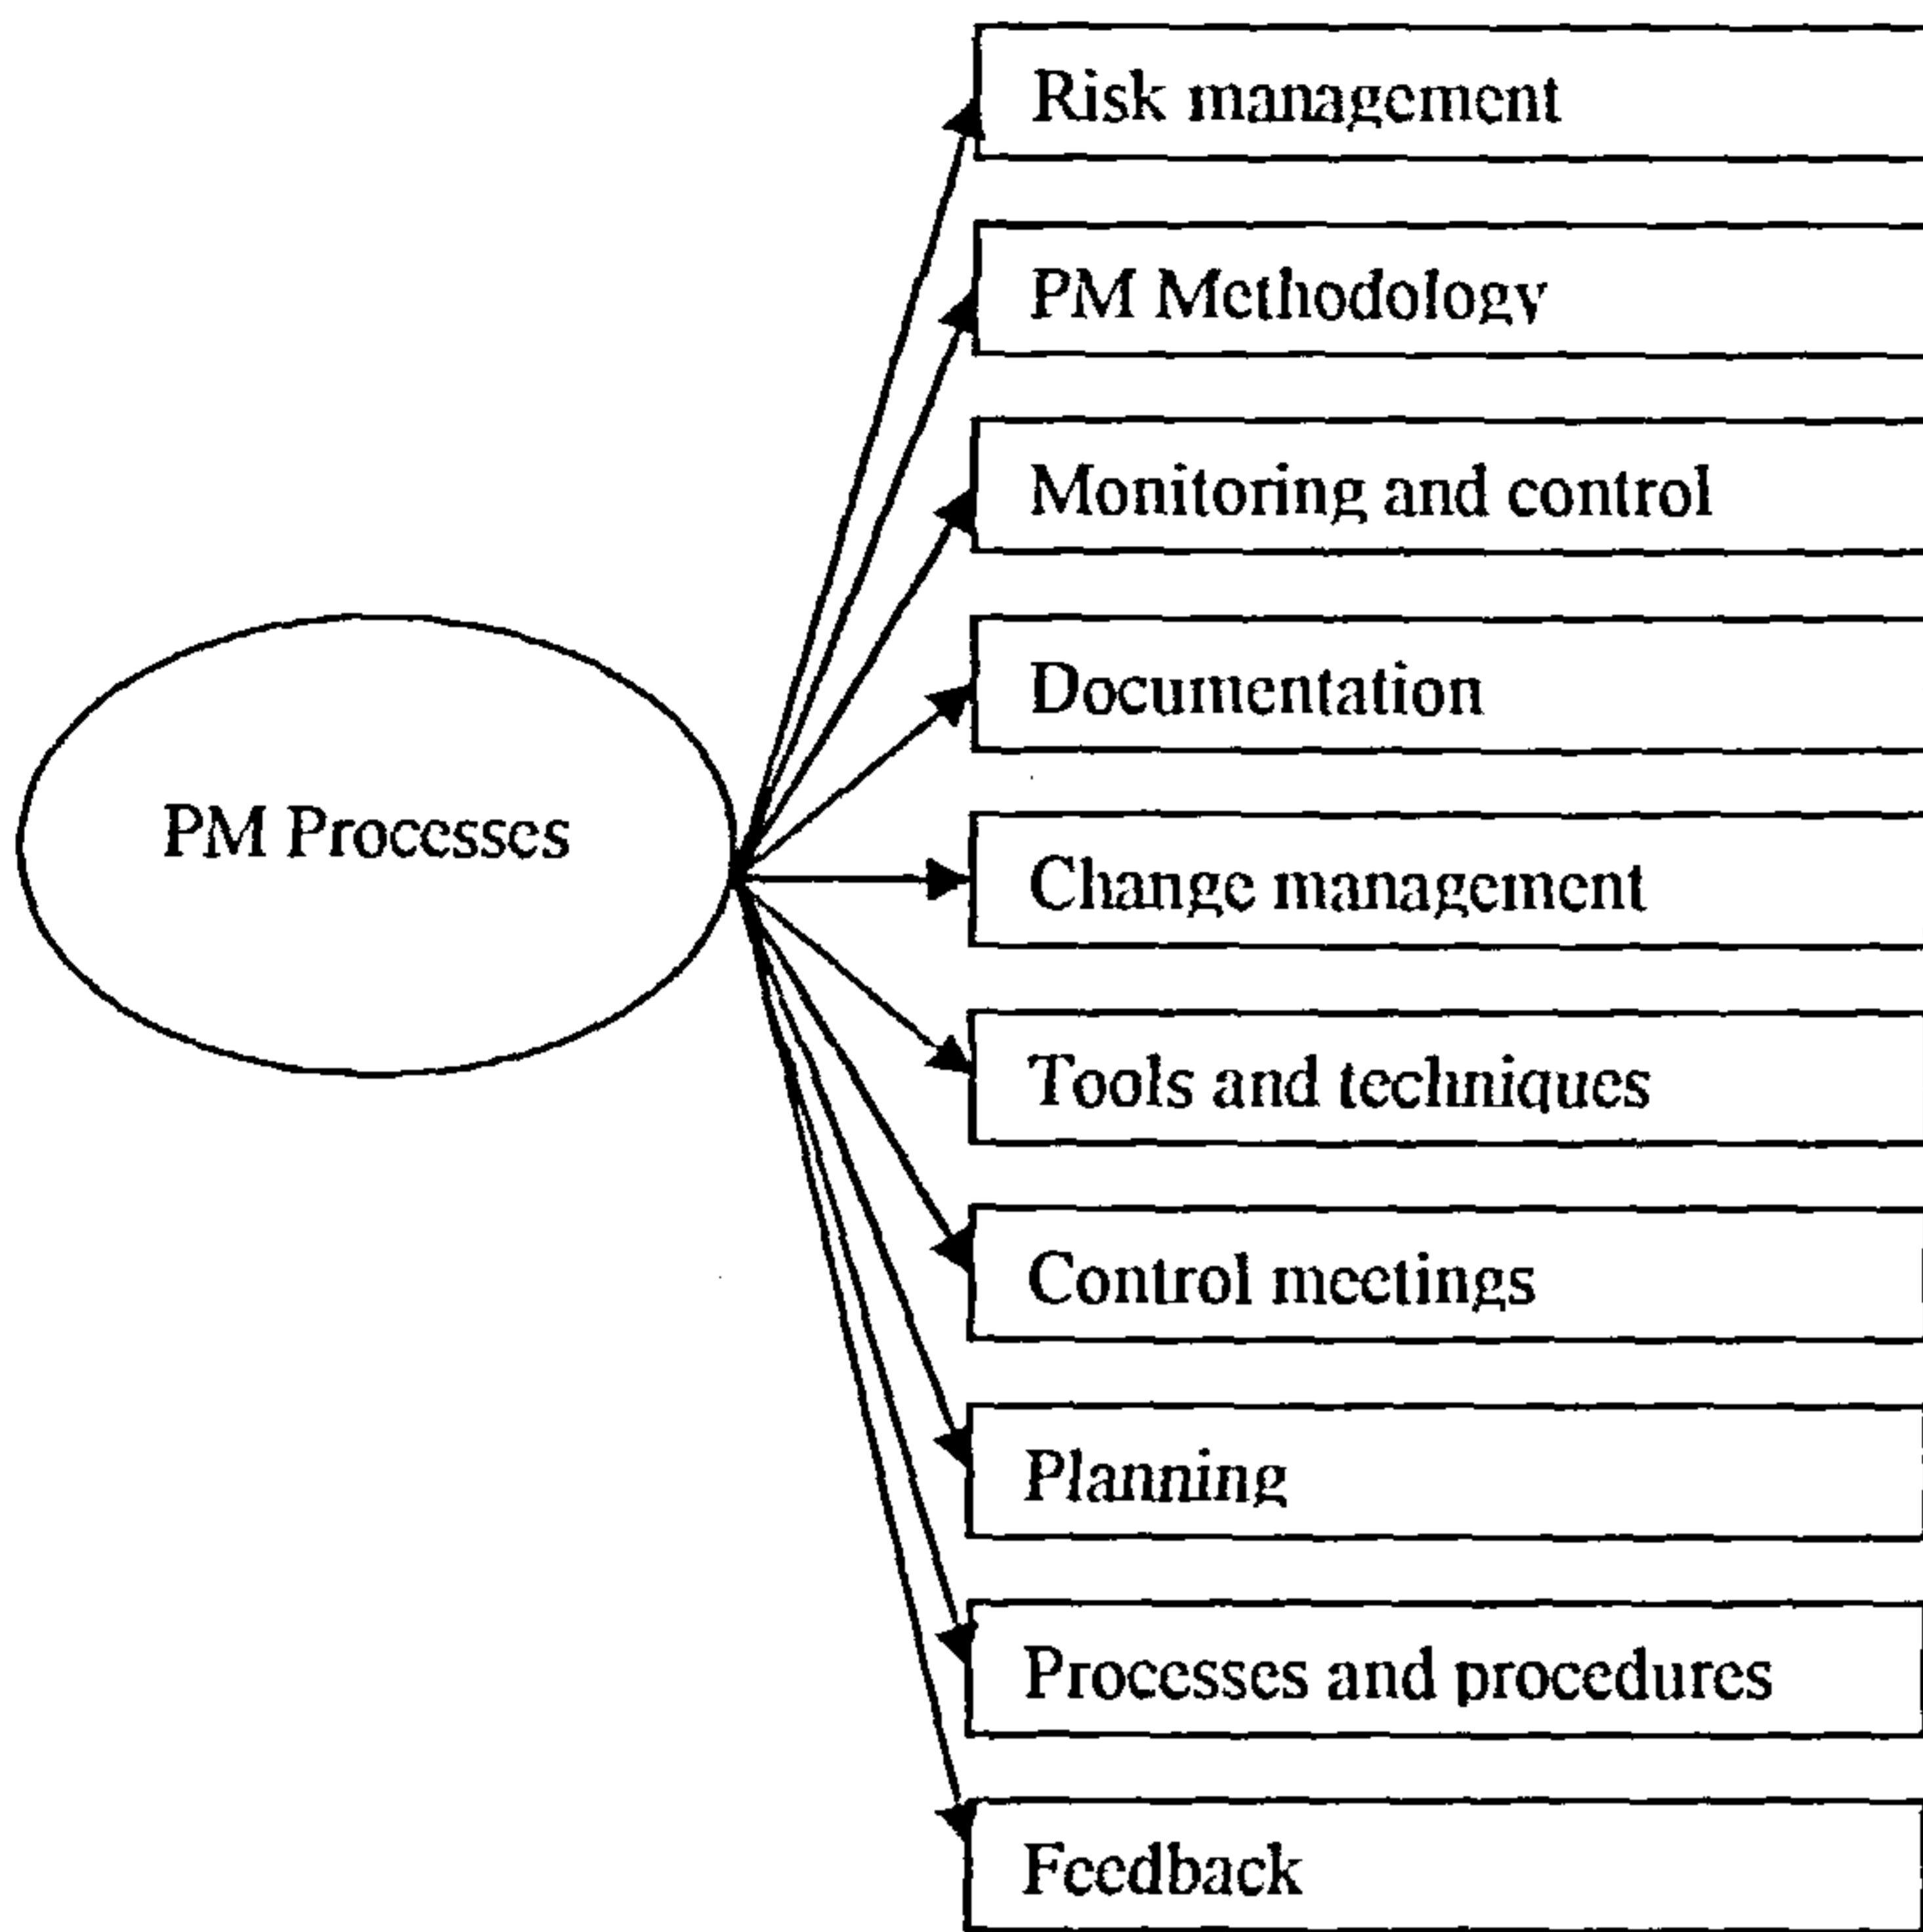 Risk management
PM Methodology
Monitoring and control
Documentation
PM Processes
Change management
Tools and techniques
Control meetings
Planning
Processes and procedures
Feedback